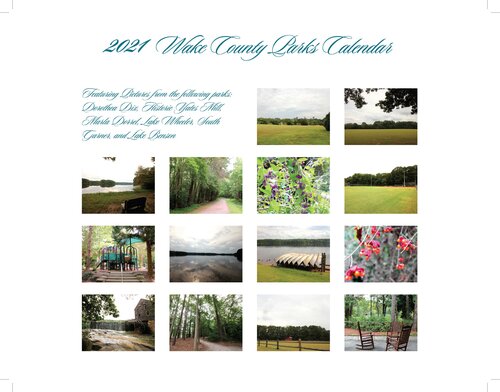 2021 Wake County Parks Calendar
Featuring Pictures from the following parks:
Dorothea Dix, Historic Yates Mill,
Marla Dorrel, Lake Wheeler, South
Garner, and Lake Benson